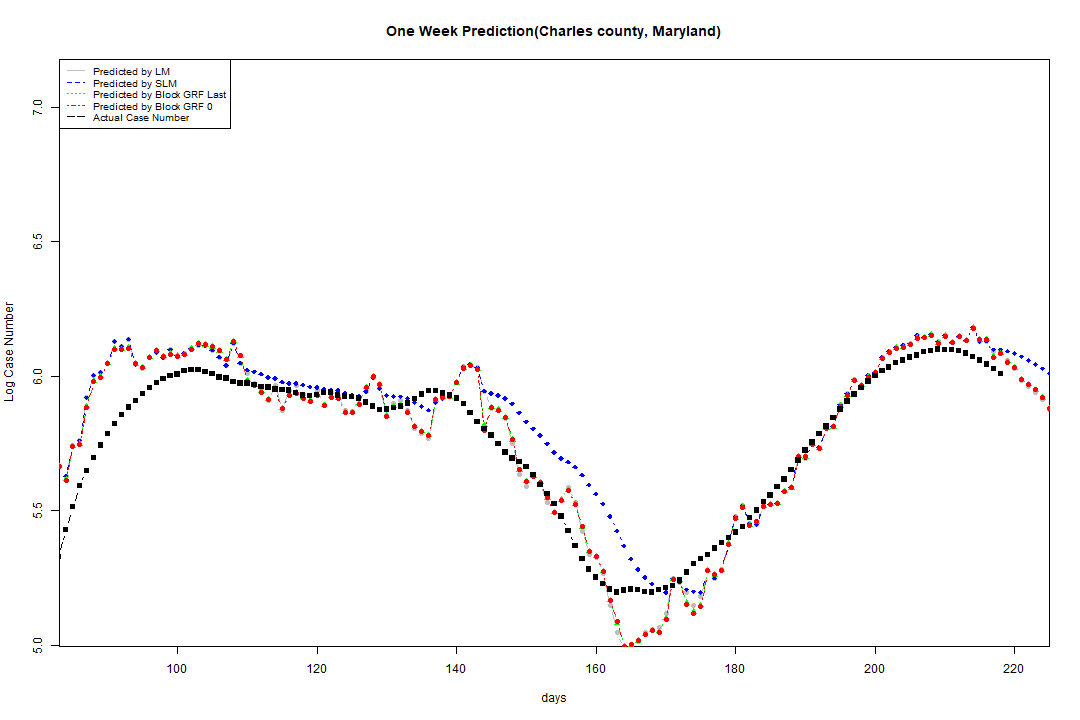 One Week Prediction(Charles county, Maryland)
Predicted by LM
Predicted by SLM
Predicted by Block GRF Last
Predicted by Block GRF 0
Actual Case Number
7.0
6.5
6.0
5.5
5.0
Log Case Number
100 120 140 160 180 200 220
days